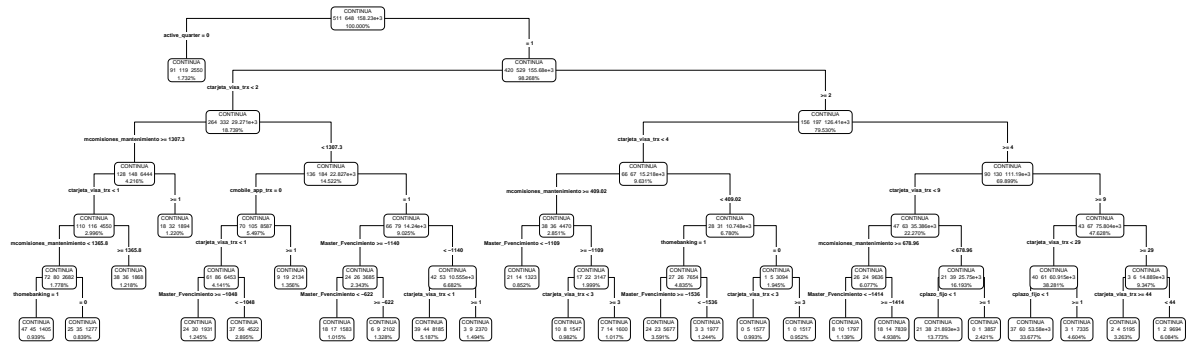 CONTINUA
511 648 158.23e+3
100.000%
active_quarter = 0
= 1
CONTINUA
91 119 2550
1.732%
CONTINUA
420 529 155.68e+3
98.268%
ctarjeta_visa_trx < 2
>= 2
CONTINUA
264 332 29.271e+3
18.739%
CONTINUA
156 197 126.41e+3
79.530%
mcomisiones_mantenimiento >= 1307.3
< 1307.3
ctarjeta_visa_trx < 4
>= 4
CONTINUA
128 148 6444
4.216%
CONTINUA
136 184 22.827e+3
14.522%
CONTINUA
66 67 15.218e+3
9.631%
CONTINUA
90 130 111.19e+3
69.899%
ctarjeta_visa_trx < 1
>= 1
cmobile_app_trx = 0
= 1
mcomisiones_mantenimiento >= 409.02
< 409.02
ctarjeta_visa_trx < 9
>= 9
CONTINUA
110 116 4550
2.996%
CONTINUA
18 32 1894
1.220%
CONTINUA
70 105 8587
5.497%
CONTINUA
66 79 14.24e+3
9.025%
CONTINUA
38 36 4470
2.851%
CONTINUA
28 31 10.748e+3
6.780%
CONTINUA
47 63 35.386e+3
22.270%
CONTINUA
43 67 75.804e+3
47.628%
mcomisiones_mantenimiento < 1365.8
>= 1365.8
ctarjeta_visa_trx < 1
>= 1
Master_Fvencimiento >= −1140
< −1140
Master_Fvencimiento < −1109
>= −1109
thomebanking = 1
= 0
mcomisiones_mantenimiento >= 678.96
< 678.96
ctarjeta_visa_trx < 29
>= 29
CONTINUA
72 80 2682
1.778%
CONTINUA
38 36 1868
1.218%
CONTINUA
61 86 6453
4.141%
CONTINUA
9 19 2134
1.356%
CONTINUA
24 26 3685
2.343%
CONTINUA
42 53 10.555e+3
6.682%
CONTINUA
21 14 1323
0.852%
CONTINUA
17 22 3147
1.999%
CONTINUA
27 26 7654
4.835%
CONTINUA
1 5 3094
1.945%
CONTINUA
26 24 9636
6.077%
CONTINUA
21 39 25.75e+3
16.193%
CONTINUA
40 61 60.915e+3
38.281%
CONTINUA
3 6 14.889e+3
9.347%
thomebanking = 1
= 0
Master_Fvencimiento >= −1048
< −1048
Master_Fvencimiento < −622
>= −622
ctarjeta_visa_trx < 1
>= 1
ctarjeta_visa_trx < 3
>= 3
Master_Fvencimiento >= −1536
< −1536
ctarjeta_visa_trx < 3
>= 3
Master_Fvencimiento < −1414
>= −1414
cplazo_fijo < 1
>= 1
cplazo_fijo < 1
>= 1
ctarjeta_visa_trx >= 44
< 44
CONTINUA
47 45 1405
0.939%
CONTINUA
25 35 1277
0.839%
CONTINUA
24 30 1931
1.245%
CONTINUA
37 56 4522
2.895%
CONTINUA
18 17 1583
1.015%
CONTINUA
6 9 2102
1.328%
CONTINUA
39 44 8185
5.187%
CONTINUA
3 9 2370
1.494%
CONTINUA
10 8 1547
0.982%
CONTINUA
7 14 1600
1.017%
CONTINUA
24 23 5677
3.591%
CONTINUA
3 3 1977
1.244%
CONTINUA
0 5 1577
0.993%
CONTINUA
1 0 1517
0.952%
CONTINUA
8 10 1797
1.139%
CONTINUA
18 14 7839
4.938%
CONTINUA
21 38 21.893e+3
13.773%
CONTINUA
0 1 3857
2.421%
CONTINUA
37 60 53.58e+3
33.677%
CONTINUA
3 1 7335
4.604%
CONTINUA
2 4 5195
3.263%
CONTINUA
1 2 9694
6.084%